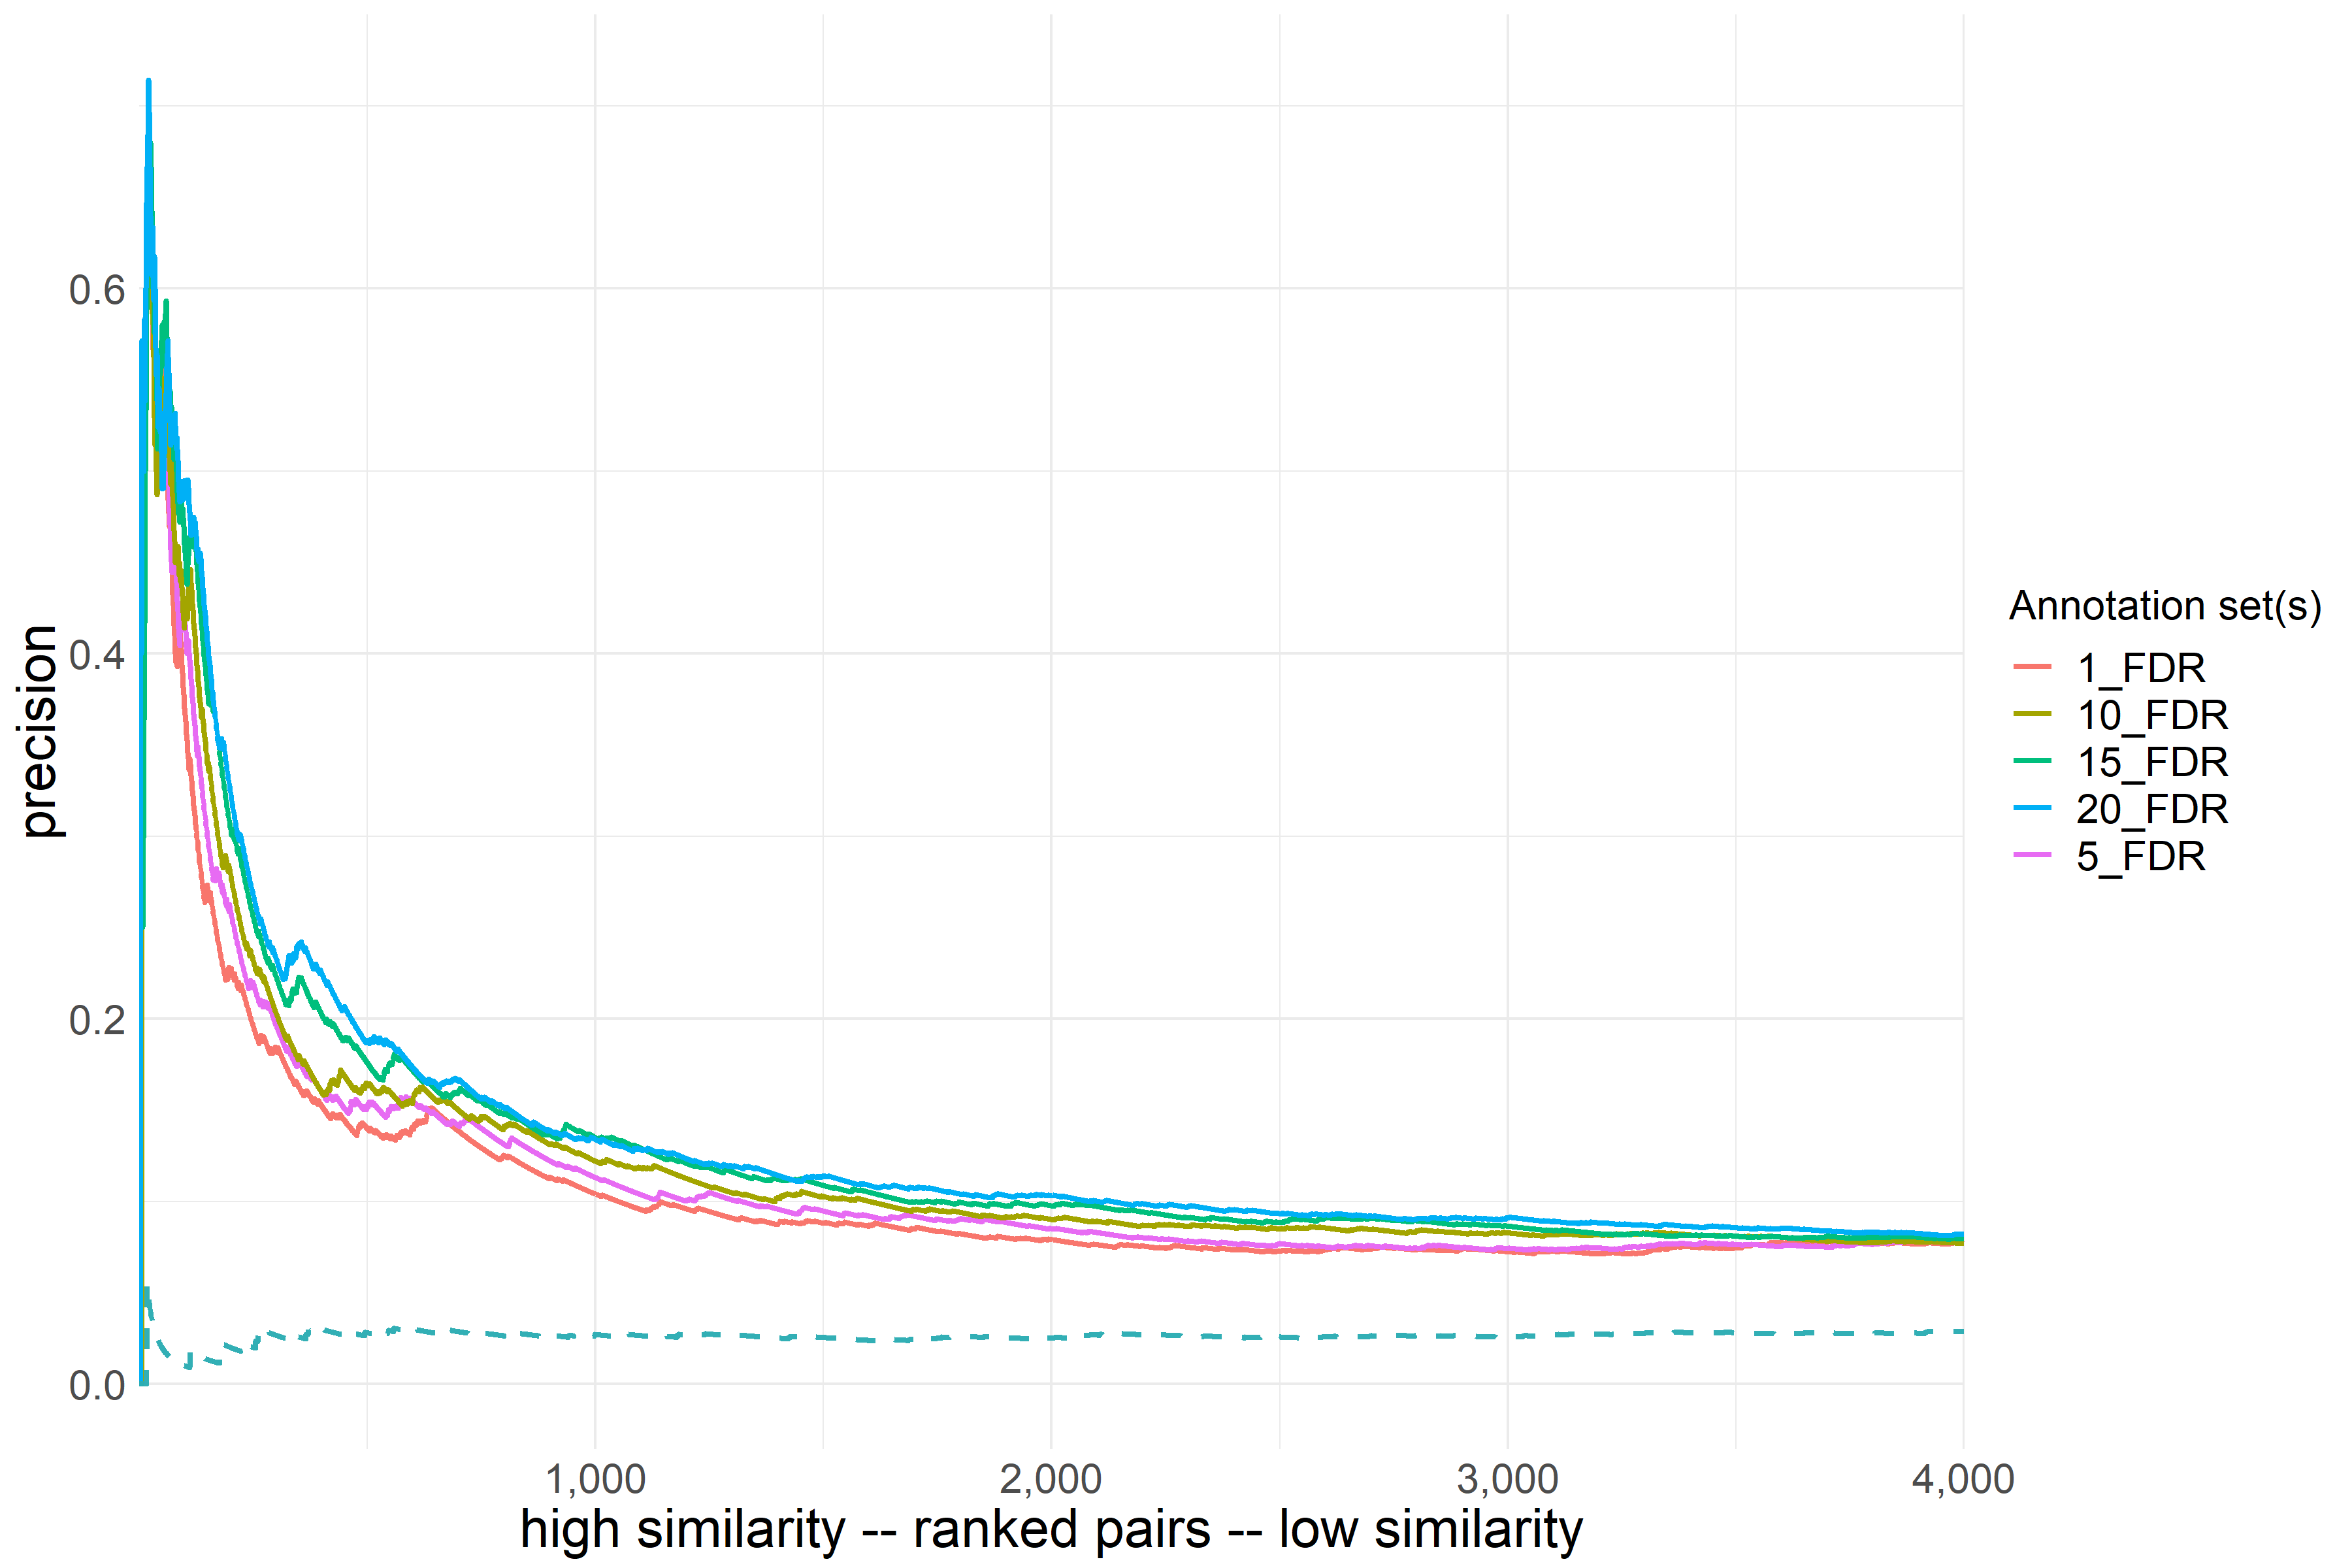 precision
0.6
0.4
0.2
0.0
1,000
2,000
3,000
4,000
high similarity -- ranked pairs -- low similarity
Annotation set(s)
1_FDR
10_FDR
15_FDR
20_FDR
5_FDR